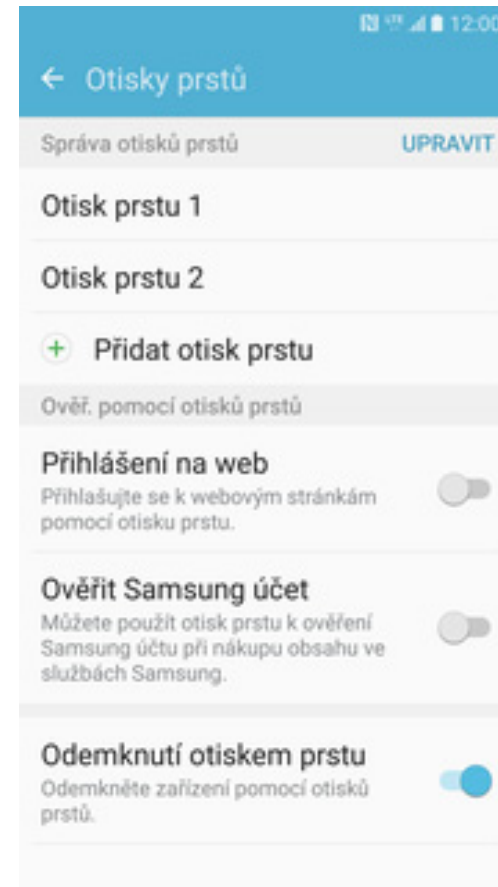 12:00
Otisky prstů
Správa otisků prstů UPRAVIT
Otisk prstu 1
Otisk prstu 2
Přidat otisk prstu
Ověř. pomocí otisků prstů
Přihlášení na web
Přihlašujte se k webovým stránkám
pomocí otisku prstu.
Ověřit Samsung účet
Můžete použít otisk prstu k ověření
Samsung účtu při nákupu obsahu ve
službách Samsung.
Odemknutí otiskem prstu
Odemkněte zařízení pomocí otisků
prstů.